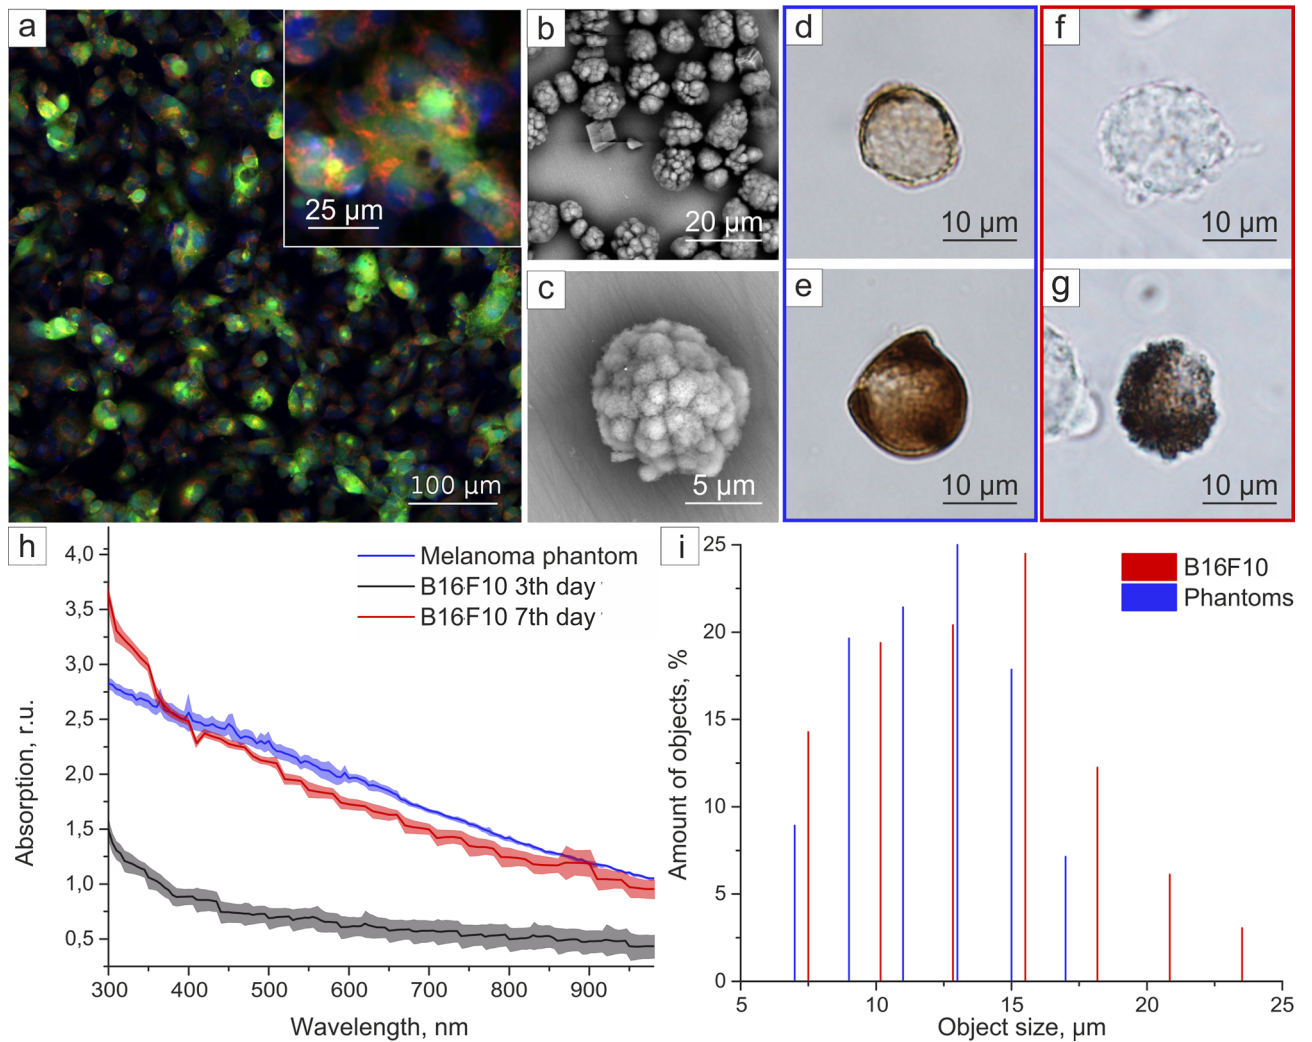 a
25 µm
100 µm
b
20 µm
c
5 µm
d
10 µm
e
10 µm
f
10 µm
g
10 µm
h
Melanoma phantom
B16F10 3th day
B16F10 7th day
4,0
3,5
3,0
2,5
2,0
1,5
1,0
0,5
Absorption, r.u.
300 400 500 600 700 800 900
Wavelength, nm
i
B16F10
Phantoms
25
20
15
10
5
0
Amount of objects, %
5 10 15 20 25
Object size, µm